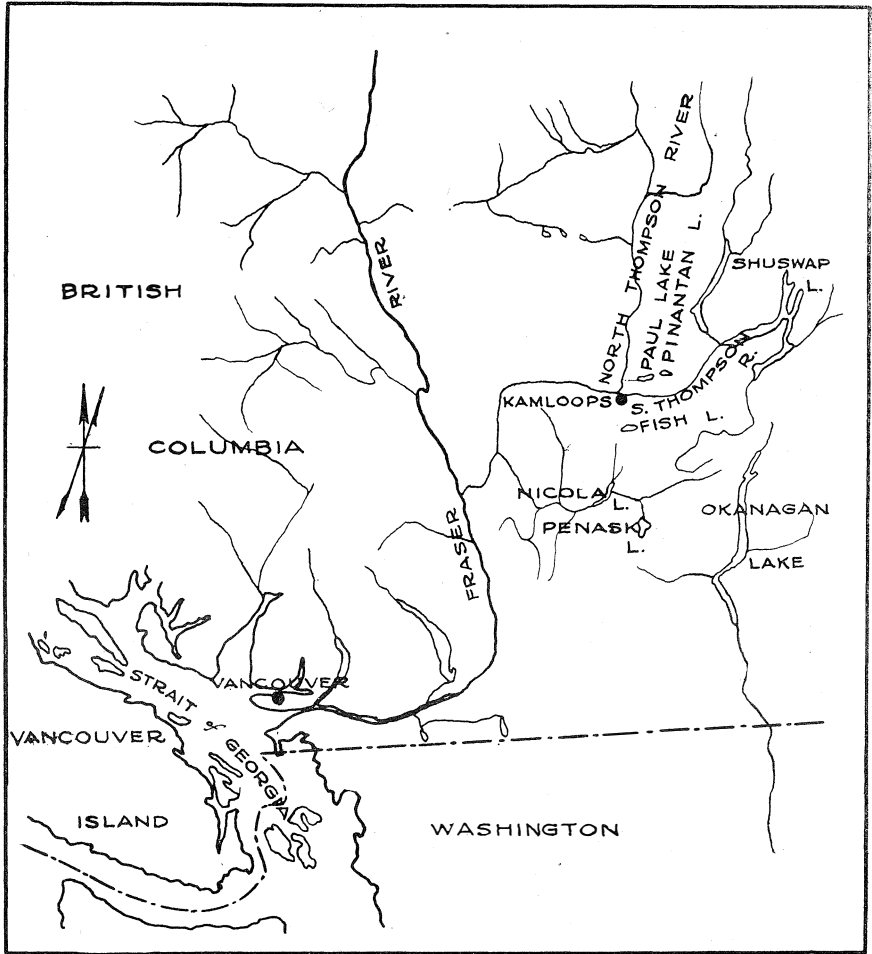 BRITISH
COLUMBIA
RIVER
FRASER
NORTH THOMPSON RIVER
PAUL LAKE
PINANTAN L.
SHUSWAP
L.
KAMLOOPS
S. THOMPSON
R.
FISH L.
NICOLA
L.
PENASK
L.
OKANAGAN
LAKE
VANCOUVER
STRAIT of GEORGIA
VANCOUVER
ISLAND
WASHINGTON